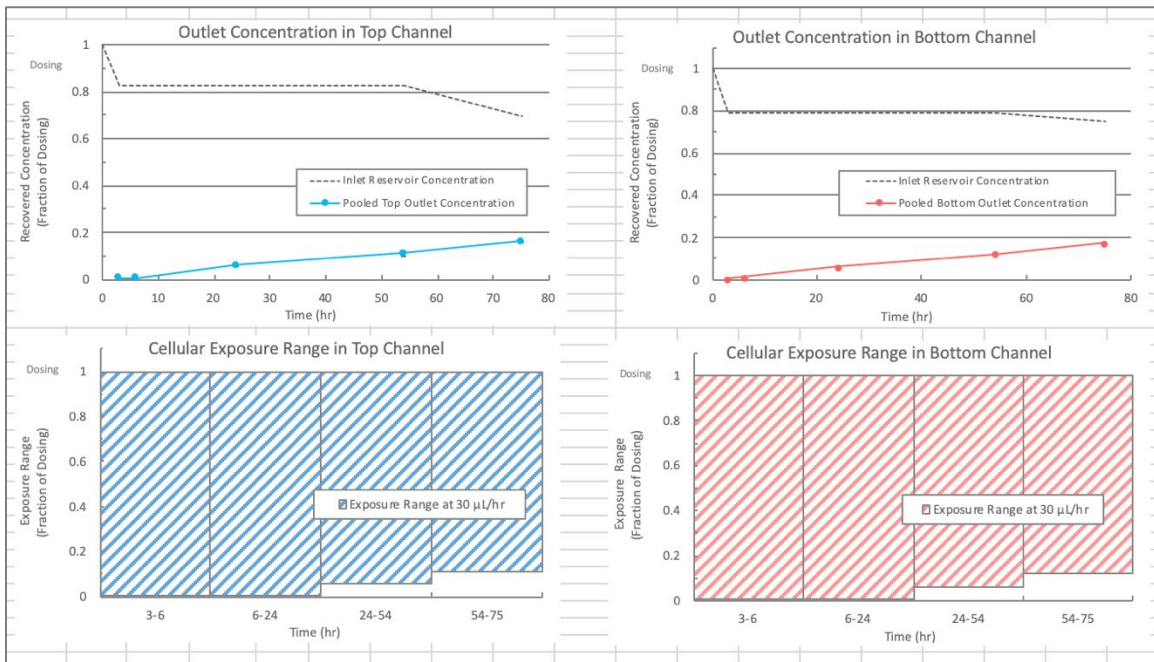 Outlet Concentration in Top Channel
1
Dosing
0.8
0.6
0.4
0.2
0
Recovered Concentration
(Fraction of Dosing)
Inlet Reservoir Concentration
Pooled Top Outlet Concentration
0 10 20 30 40 50 60 70 80
Time (hr)
Outlet Concentration in Bottom Channel
Dosing
1
0.8
0.6
0.4
0.2
0
Recovered Concentration
(Fraction of Dosing)
Inlet Reservoir Concentration
Pooled Bottom Outlet Concentration
0 20 40 60 80
Time (hr)
Cellular Exposure Range in Top Channel
Dosing
1
0.8
0.6
0.4
0.2
0
Exposure Range
(Fraction of Dosing)
Exposure Range at 30 µL/hr
3-6 6-24 24-54 54-75
Time (hr)
Cellular Exposure Range in Bottom Channel
Dosing
1
0.8
0.6
0.4
0.2
0
Exposure Range
(Fraction of Dosing)
Exposure Range at 30 µL/hr
3-6 6-24 24-54 54-75
Time (hr)